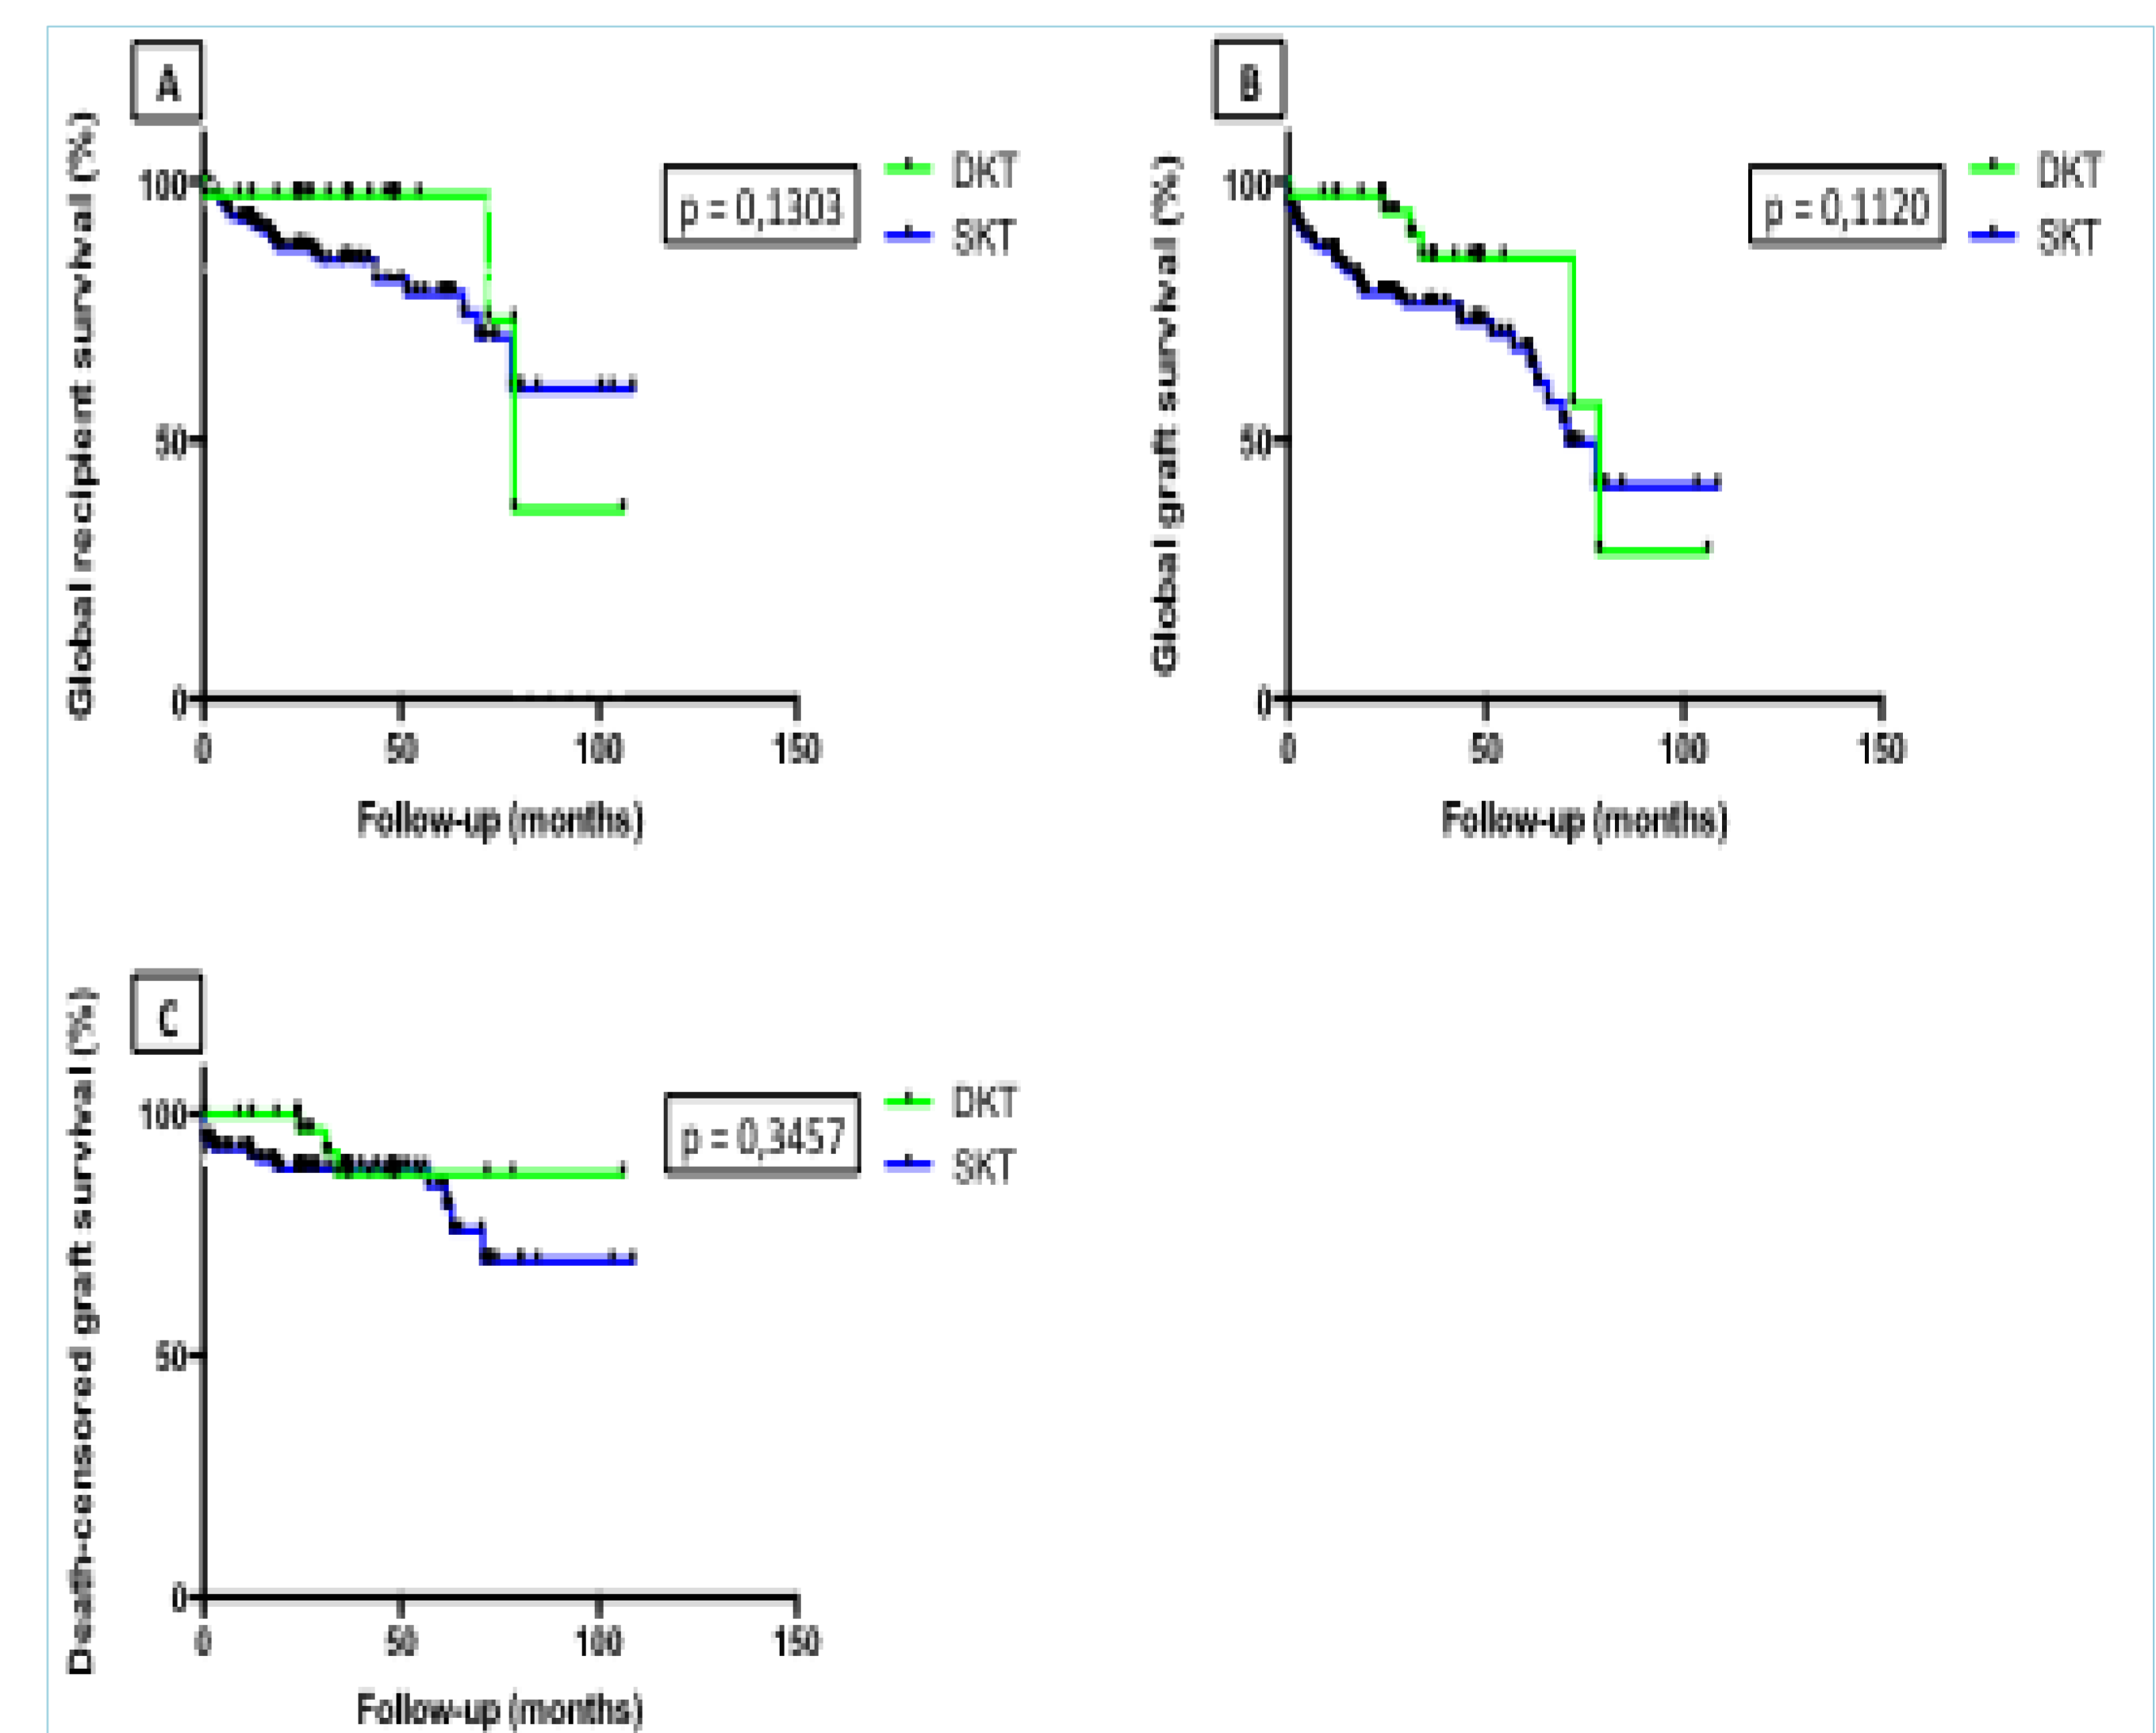 A
Global recipient survival (%)
100
50
0
0 50 100 150
Follow-up (months)
p = 0,1303
DKT
SKT
B
Global graft survival (%)
100
50
0
0 50 100 150
Follow-up (months)
p = 0,1120
DKT
SKT
C
Death-censored graft survival (%)
100
50
0
0 50 100 150
Follow-up (months)
p = 0,3457
DKT
SKT